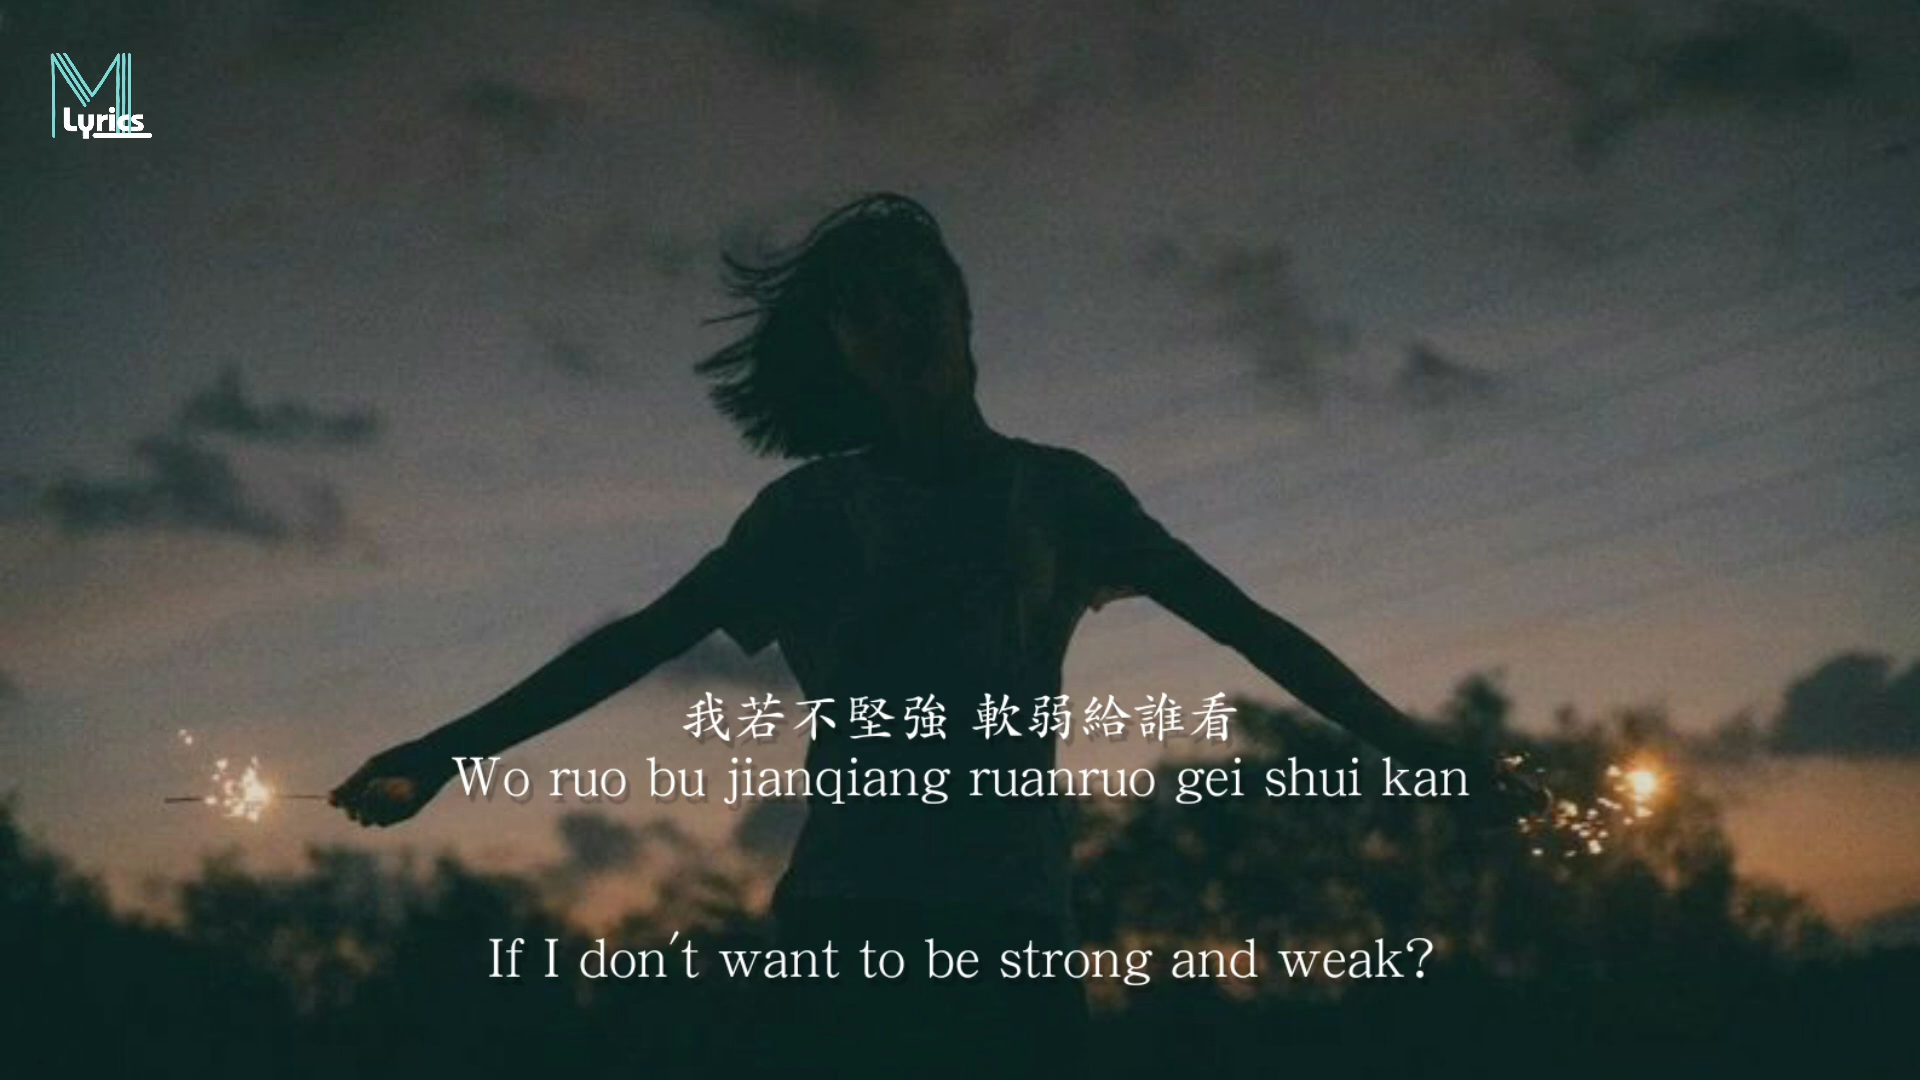 M
Lyrics
我若不堅強 軟弱給誰看
Wo ruo bu jianqiang ruanruo gei shui kan
If I don't want to be strong and weak?